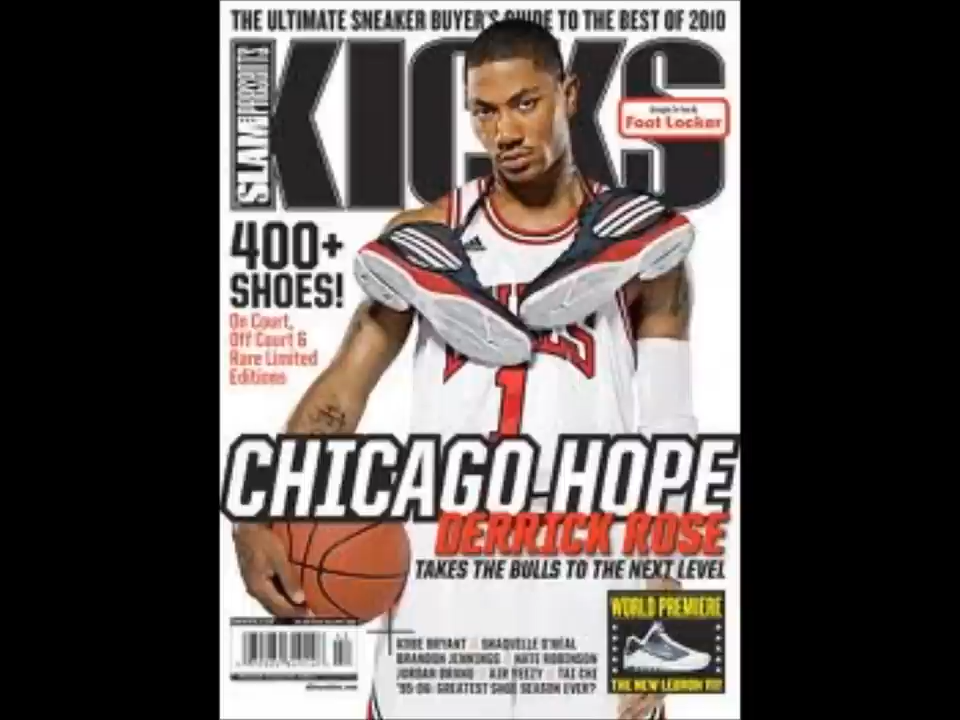 THE ULTIMATE SNEAKER BUYER'S GUIDE TO THE BEST OF 2010
SLAM PRESENTS
KICKS
Foot Locker
400+
SHOES!
On Court,
Off Court &
Rare Limited
Editions
BULLS
1
CHICAGO HOPE
DERRICK ROSE
TAKES THE BULLS TO THE NEXT LEVEL
WORLD PREMIERE
THE NEW LEBRON
KOBE BRYANT SHAQUILLE O'NEAL
BRANDON JENNINGS NATE ROBINSON
JORDAN BRAND AIR YEEZY TAI CHI
'95-96: GREATEST SHOE SEASON EVER?